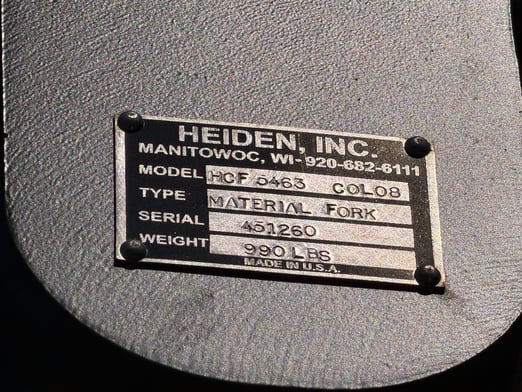 HEIDEN, INC.
MANITOWOC, WI- 920-682-6111
MODEL HCF 5463 COL08
TYPE MATERIAL FORK
SERIAL 451260
WEIGHT 990 LBS
MADE IN U.S.A.